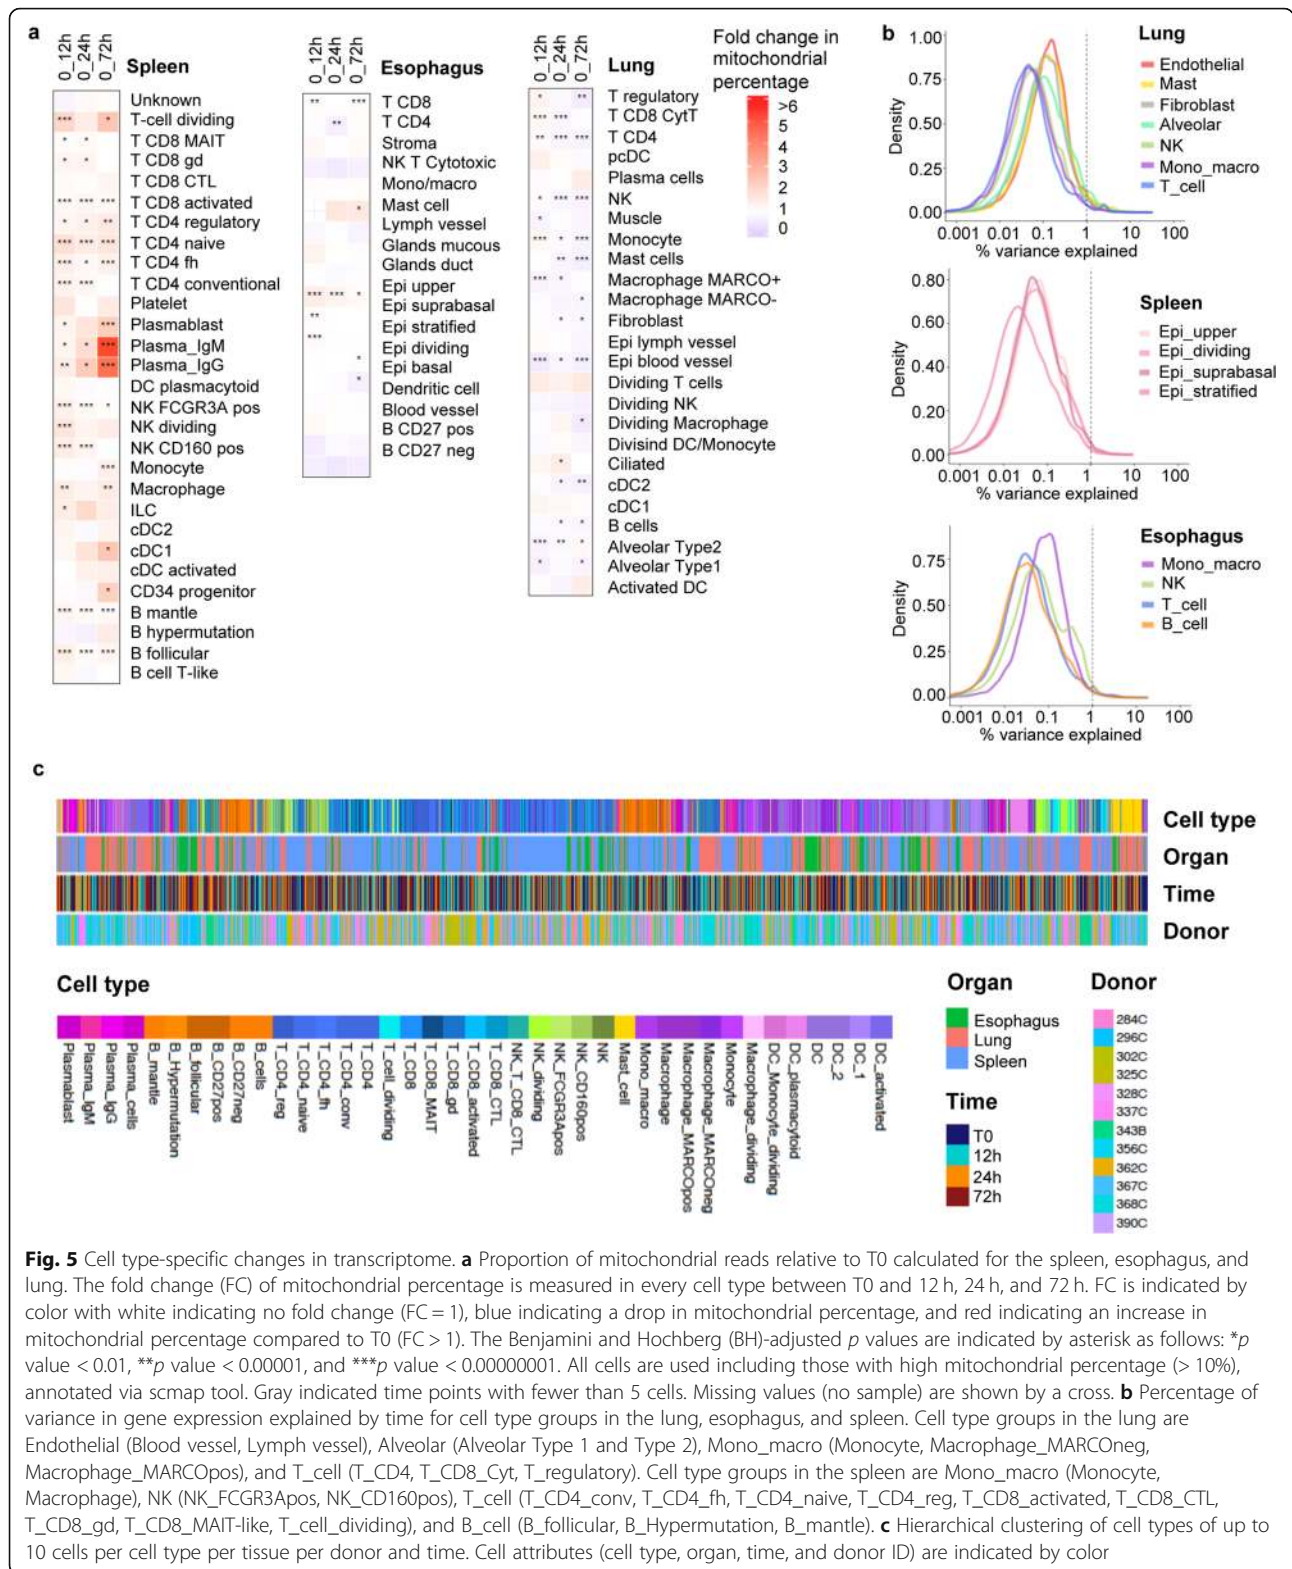 a
0_12h
0_24h
0_72h
Spleen
Unknown
***
*
T-cell dividing
* *
T CD8 MAIT
* *
T CD8 gd
T CD8 CTL
*** *** ***
T CD8 activated
* * **
T CD4 regulatory
*** *** ***
T CD4 naive
*** * ***
T CD4 fh
*** ***
T CD4 conventional
Platelet
* ***
Plasmablast
* * ***
Plasma_IgM
** * ***
Plasma_IgG
DC plasmacytoid
*** *** *
NK FCGR3A pos
***
NK dividing
*** ***
NK CD160 pos
***
Monocyte
** **
Macrophage
*
ILC
cDC2
*
cDC1
cDC activated
*
CD34 progenitor
*** *** ***
B mantle
B hypermutation
*** *** ***
B follicular
B cell T-like
0_12h
0_24h
0_72h
Esophagus
** ***
T CD8
**
T CD4
Stroma
NK T Cytotoxic
Mono/macro
*
Mast cell
Lymph vessel
Glands mucous
Glands duct
Epi upper
*** *** *
Epi suprabasal
**
Epi stratified
***
Epi dividing
*
Epi basal
*
Dendritic cell
Blood vessel
B CD27 pos
B CD27 neg
0_12h
0_24h
0_72h
Lung
* **
T regulatory
*** ***
T CD8 CytT
** *** ***
T CD4
pcDC
Plasma cells
* *** ***
NK
*
Muscle
*** * ***
Monocyte
** ***
Mast cells
*** *
Macrophage MARCO+
*
Macrophage MARCO-
* *
Fibroblast
Epi lymph vessel
*** * ***
Epi blood vessel
Dividing T cells
Dividing NK
*
Dividing Macrophage
Divisind DC/Monocyte
*
Ciliated
* **
cDC2
cDC1
* *
B cells
*** ** *
Alveolar Type2
* *
Alveolar Type1
Activated DC
Fold change in
mitochondrial
percentage
>6
5
4
3
2
1
0
b
1.00
0.75
0.50
0.25
0.00
Density
0.001 0.01 0.1 1 10 100
% variance explained
Lung
Endothelial
Mast
Fibroblast
Alveolar
NK
Mono_macro
T_cell
0.80
0.60
0.40
0.20
0.00
Density
0.001 0.01 0.1 1 10 100
% variance explained
Spleen
Epi_upper
Epi_dividing
Epi_suprabasal
Epi_stratified
0.75
0.50
0.25
0.00
Density
0.001 0.01 0.1 1 10 100
% variance explained
Esophagus
Mono_macro
NK
T_cell
B_cell
c
Cell type
Organ
Time
Donor
Cell type
Plasmablast
Plasma_IgM
Plasma_IgG
Plasma_cells
B_mantle
B_Hypermutation
B_follicular
B_CD27pos
B_CD27neg
B_cells
T_CD4_reg
T_CD4_naive
T_CD4_fh
T_CD4_conv
T_CD4
T_cell_dividing
T_CD8
T_CD8_MAIT
T_CD8_gd
T_CD8_activated
T_CD8_CTL
NK_T_CD8_CTL
NK_dividing
NK_FCGR3Apos
NK_CD160pos
NK
Mast_cell
Mono_macro
Macrophage
Macrophage_MARCOpos
Macrophage_MARCOneg
Monocyte
Macrophage_dividing
DC_Monocyte_dividing
DC_plasmacytoid
DC
DC_2
DC_1
DC_activated
Organ
Esophagus
Lung
Spleen
Time
T0
12h
24h
72h
Donor
284C
296C
302C
325C
328C
337C
343B
356C
362C
367C
368C
390C
Fig. 5 Cell type-specific changes in transcriptome. a Proportion of mitochondrial reads relative to T0 calculated for the spleen, esophagus, and
lung. The fold change (FC) of mitochondrial percentage is measured in every cell type between T0 and 12 h, 24 h, and 72 h. FC is indicated by
color with white indicating no fold change (FC = 1), blue indicating a drop in mitochondrial percentage, and red indicating an increase in
mitochondrial percentage compared to T0 (FC > 1). The Benjamini and Hochberg (BH)-adjusted p values are indicated by asterisk as follows: *p
value < 0.01, **p value < 0.00001, and ***p value < 0.00000001. All cells are used including those with high mitochondrial percentage (> 10%),
annotated via scmap tool. Gray indicated time points with fewer than 5 cells. Missing values (no sample) are shown by a cross. b Percentage of
variance in gene expression explained by time for cell type groups in the lung, esophagus, and spleen. Cell type groups in the lung are
Endothelial (Blood vessel, Lymph vessel), Alveolar (Alveolar Type 1 and Type 2), Mono_macro (Monocyte, Macrophage_MARCOneg,
Macrophage_MARCOpos), and T_cell (T_CD4, T_CD8_Cyt, T_regulatory). Cell type groups in the spleen are Mono_macro (Monocyte,
Macrophage), NK (NK_FCGR3Apos, NK_CD160pos), T_cell (T_CD4_conv, T_CD4_fh, T_CD4_naive, T_CD4_reg, T_CD8_activated, T_CD8_CTL,
T_CD8_gd, T_CD8_MAIT-like, T_cell_dividing), and B_cell (B_follicular, B_Hypermutation, B_mantle). c Hierarchical clustering of cell types of up to
10 cells per cell type per tissue per donor and time. Cell attributes (cell type, organ, time, and donor ID) are indicated by color